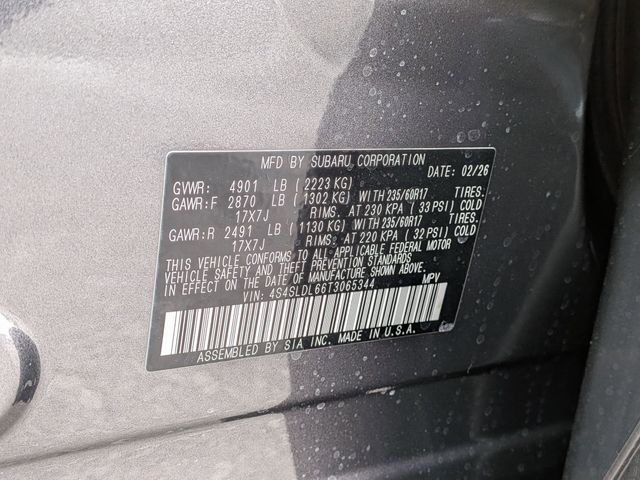 MFD BY SUBARU CORPORATION
DATE: 02/26
GVWR: 4901 LB ( 2223 KG)
GAWR:F 2870 LB ( 1302 KG) WITH 235/60R17 TIRES.
17X7J RIMS. AT 230 KPA ( 33 PSI) COLD
GAWR:R 2491 LB ( 1130 KG) WITH 235/60R17 TIRES.
17X7J RIMS. AT 220 KPA ( 32 PSI) COLD
THIS VEHICLE CONFORMS TO ALL APPLICABLE FEDERAL MOTOR
VEHICLE SAFETY AND THEFT PREVENTION STANDARDS
IN EFFECT ON THE DATE OF MANUFACTURE SHOWN ABOVE.
VIN: 4S4SLDL66T3065344 MPV
ASSEMBLED BY SIA INC. MADE IN U.S.A.